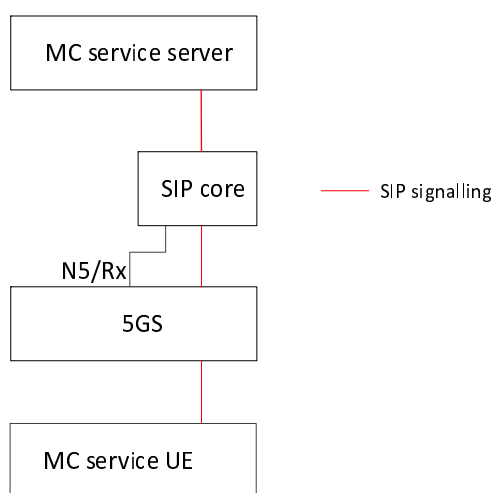 MC service server
SIP core
SIP signalling
N5/Rx
5GS
MC service UE